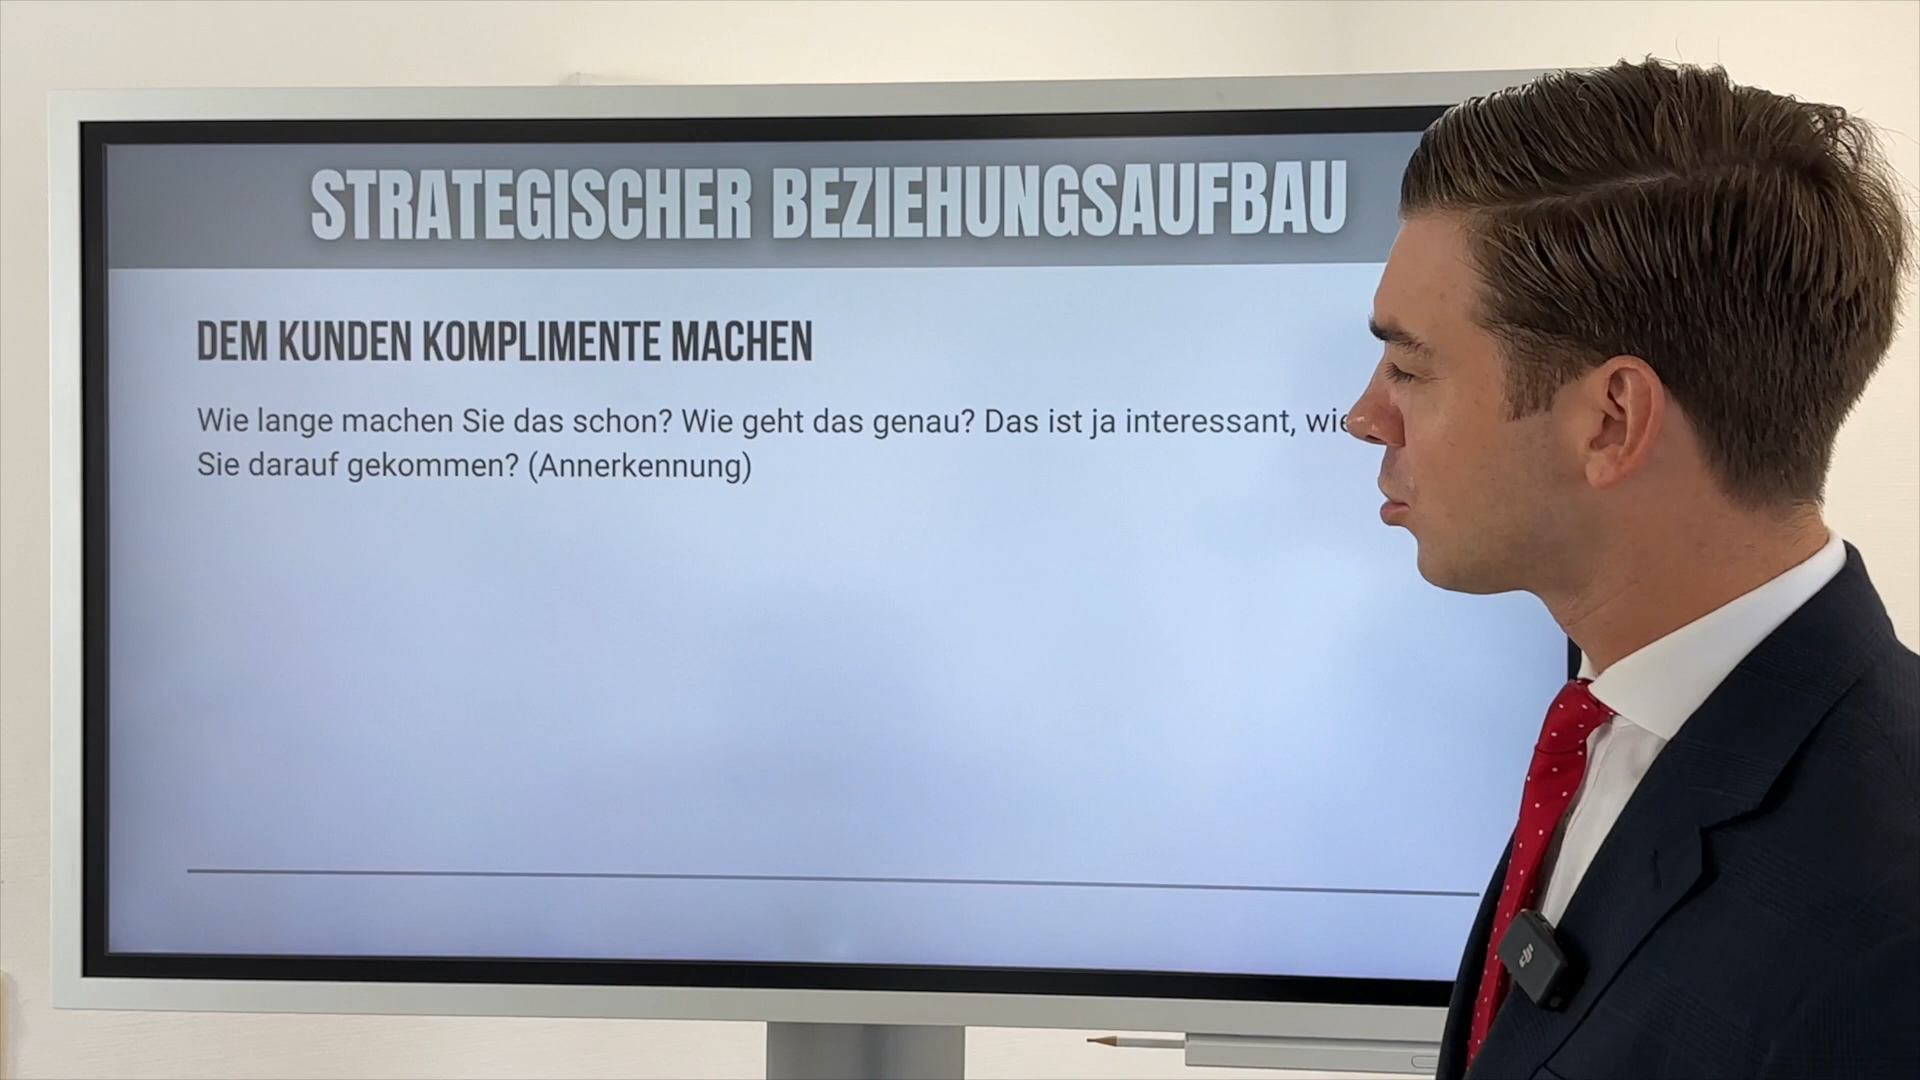 STRATEGISCHER BEZIEHUNGSAUFBAU
DEM KUNDEN KOMPLIMENTE MACHEN
Wie lange machen Sie das schon? Wie geht das genau? Das ist ja interessant, wie
Sie darauf gekommen? (Annerkennung)